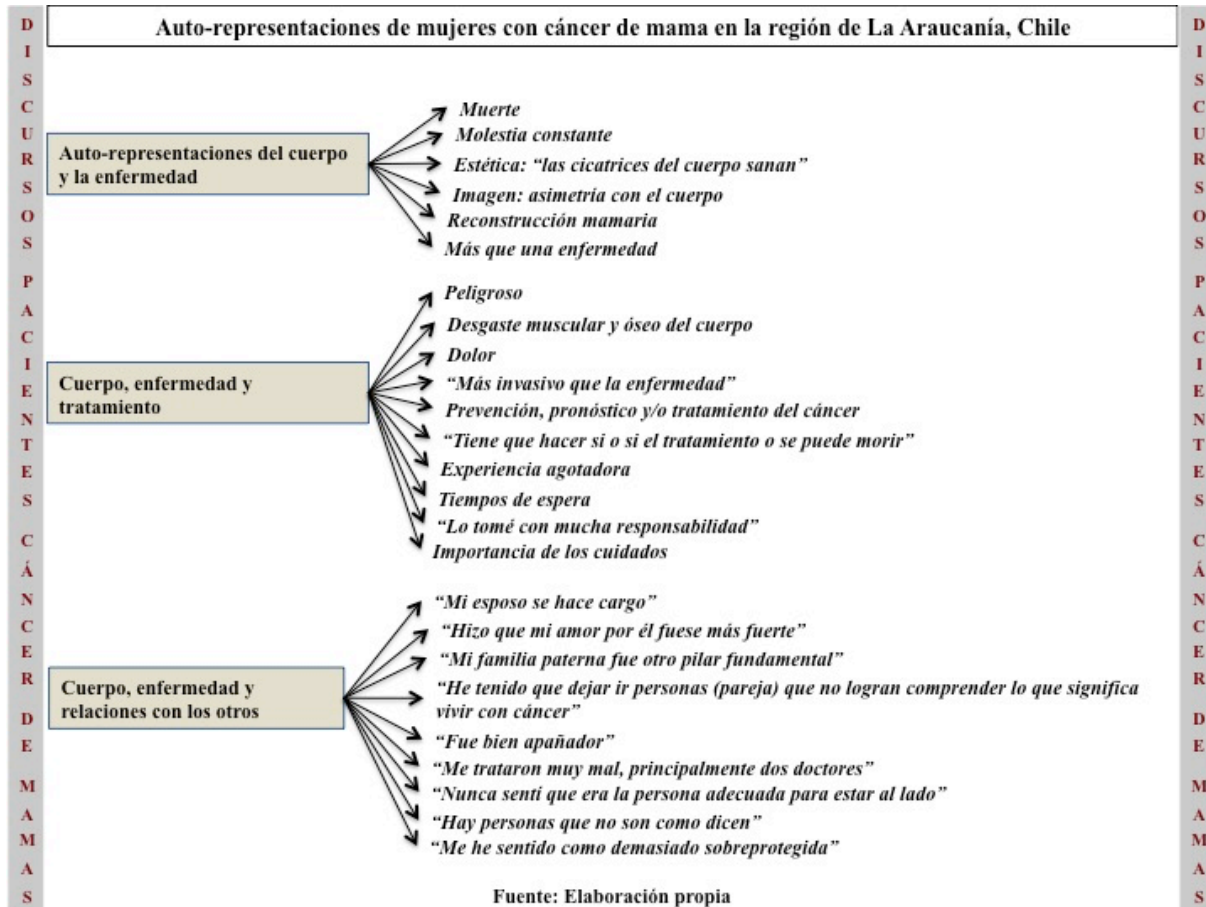 Auto-representaciones de mujeres con cáncer de mama en la región de La Araucanía, Chile
DISCURSOS PACIENTES CÁNCER DE MAMAS
Auto-representaciones del cuerpo
y la enfermedad
Muerte
Molestia constante
Estética: “las cicatrices del cuerpo sanan”
Imagen: asimetría con el cuerpo
Reconstrucción mamaria
Más que una enfermedad
Cuerpo, enfermedad y
tratamiento
Peligroso
Desgaste muscular y óseo del cuerpo
Dolor
“Más invasivo que la enfermedad”
Prevención, pronóstico y/o tratamiento del cáncer
“Tiene que hacer si o si el tratamiento o se puede morir”
Experiencia agotadora
Tiempos de espera
“Lo tomé con mucha responsabilidad”
Importancia de los cuidados
Cuerpo, enfermedad y
relaciones con los otros
“Mi esposo se hace cargo”
“Hizo que mi amor por él fuese más fuerte”
“Mi familia paterna fue otro pilar fundamental”
“He tenido que dejar ir personas (pareja) que no logran comprender lo que significa
vivir con cáncer”
“Fue bien apañador”
“Me trataron muy mal, principalmente dos doctores”
“Nunca sentí que era la persona adecuada para estar al lado”
“Hay personas que no son como dicen”
“Me he sentido como demasiado sobreprotegida”
Fuente: Elaboración propia
DISCURSOS PACIENTES CÁNCER DE MAMAS